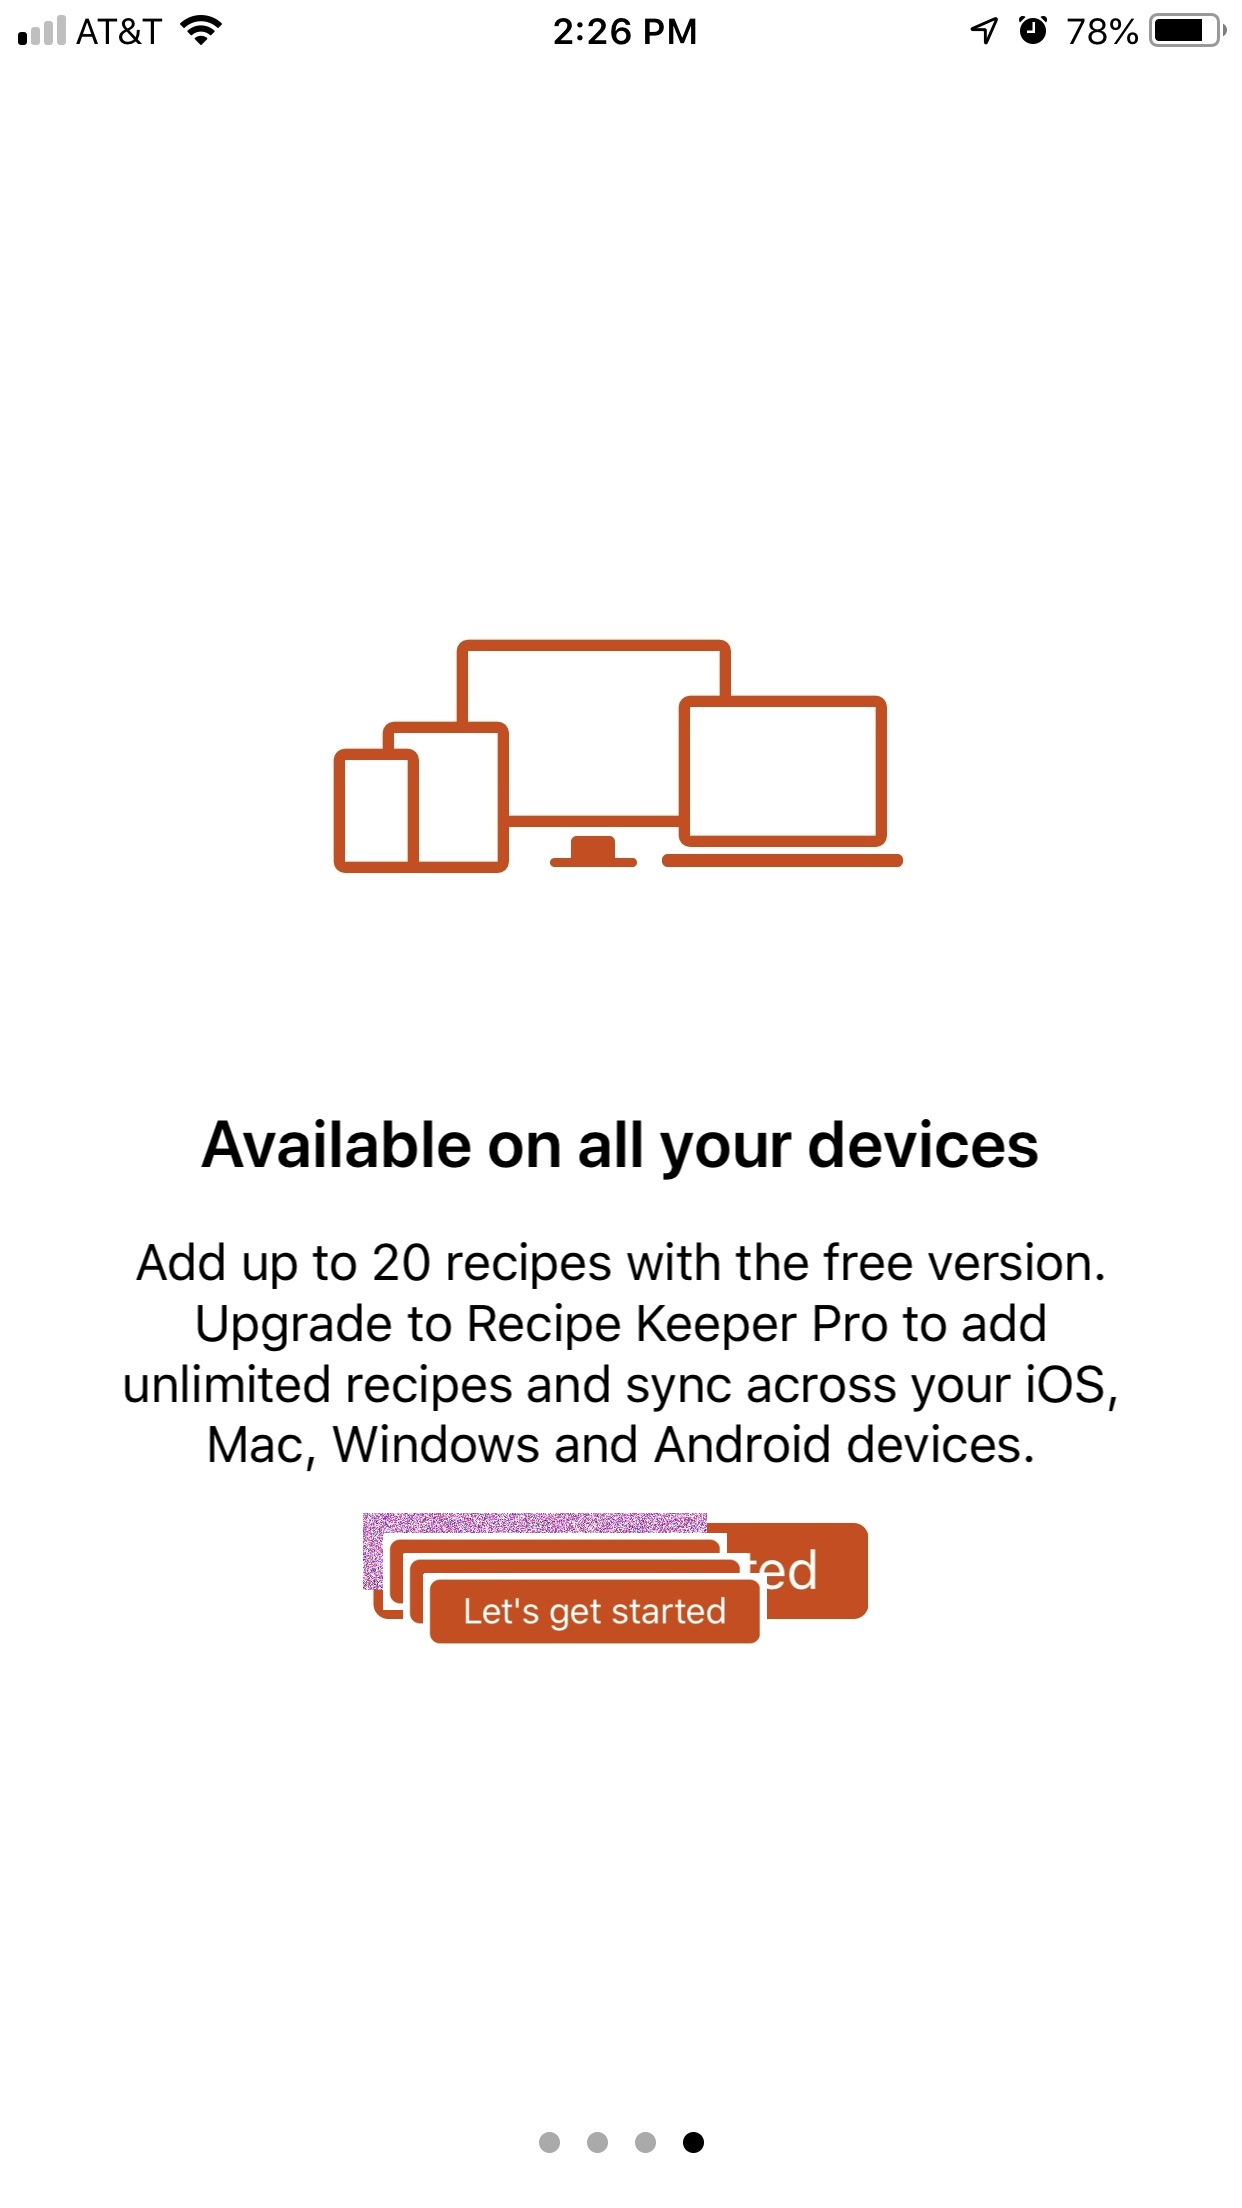 AT&T 2:26 PM 78%
Available on all your devices
Add up to 20 recipes with the free version.
Upgrade to Recipe Keeper Pro to add
unlimited recipes and sync across your iOS,
Mac, Windows and Android devices.
Let's get started